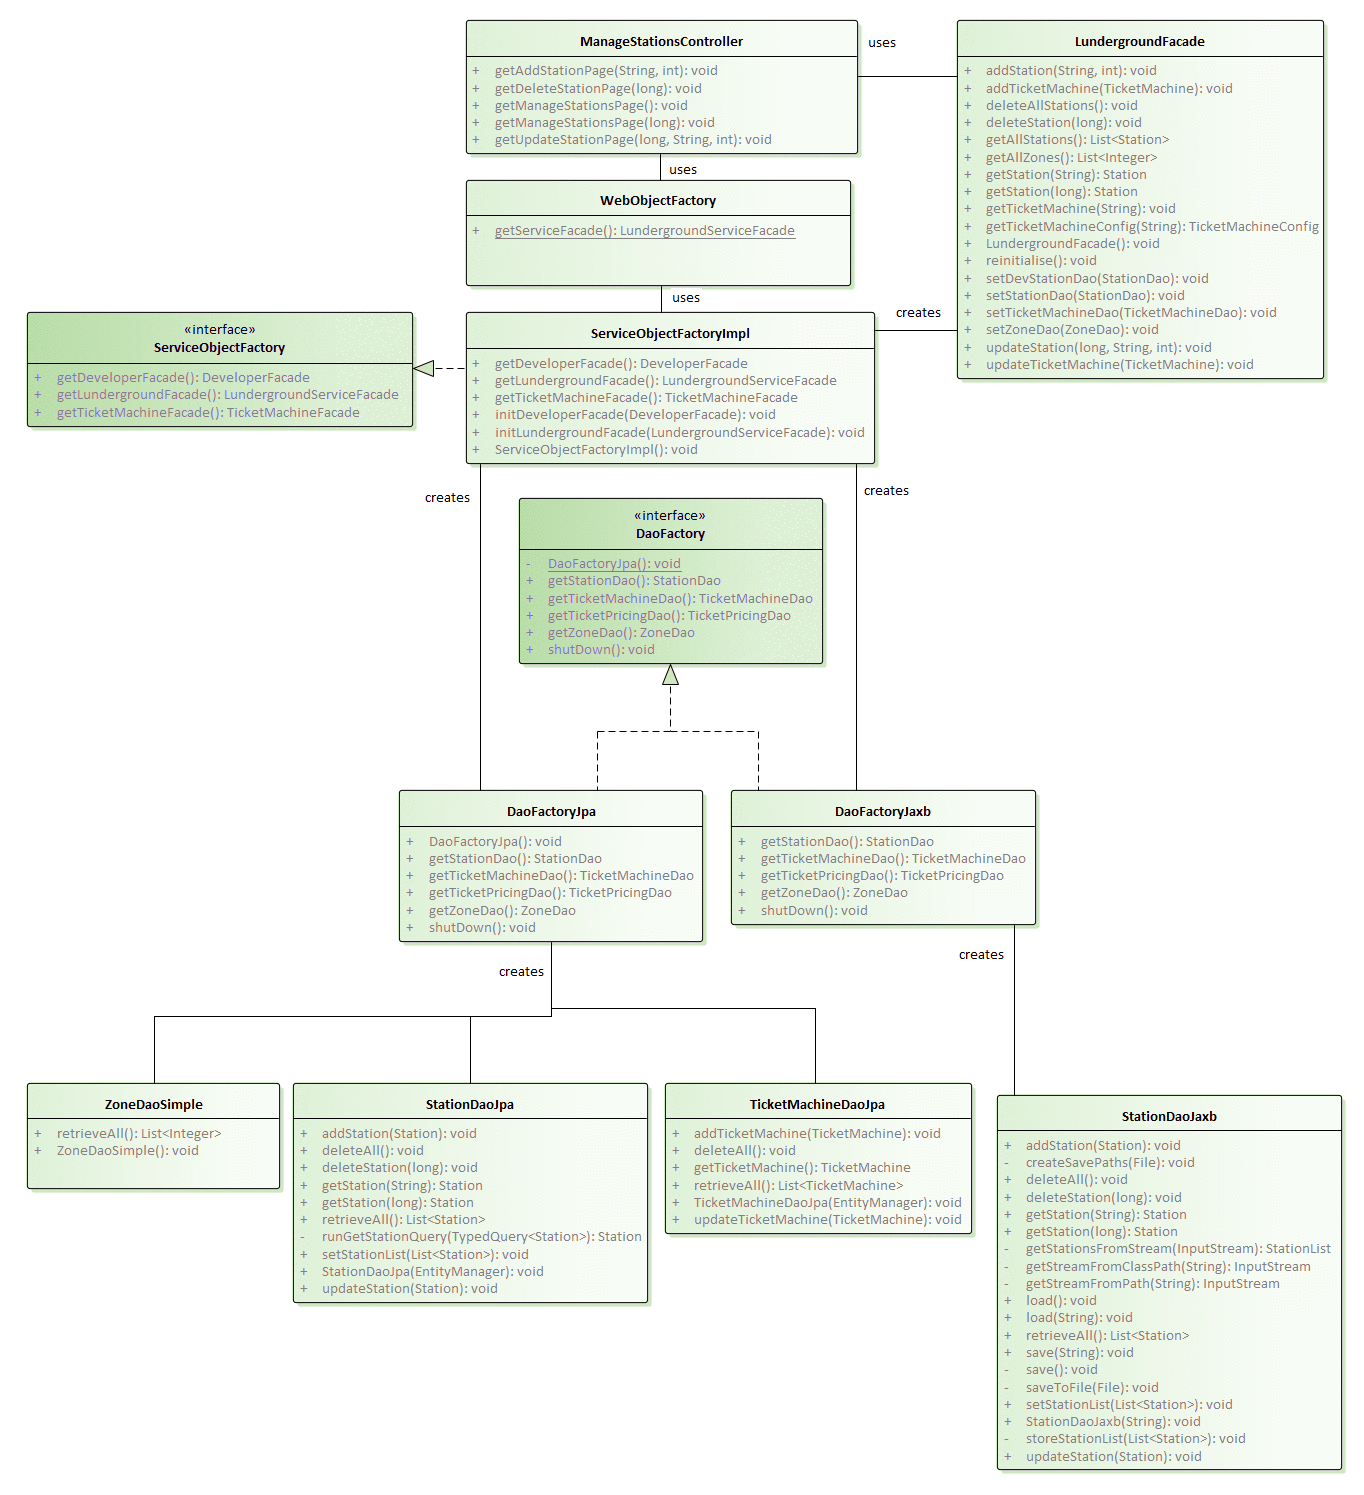 ManageStationsController
+ getAddStationPage(String, int): void
+ getDeleteStationPage(long): void
+ getManageStationsPage(): void
+ getManageStationsPage(long): void
+ getUpdateStationPage(long, String, int): void
uses
LundergroundFacade
+ addStation(String, int): void
+ addTicketMachine(TicketMachine): void
+ deleteAllStations(): void
+ deleteStation(long): void
+ getAllStations(): List<Station>
+ getAllZones(): List<Integer>
+ getStation(String): Station
+ getStation(long): Station
+ getTicketMachine(String): void
+ getTicketMachineConfig(String): TicketMachineConfig
+ LundergroundFacade(): void
+ reinitialise(): void
+ setDevStationDao(StationDao): void
+ setStationDao(StationDao): void
+ setTicketMachineDao(TicketMachineDao): void
+ setZoneDao(ZoneDao): void
+ updateStation(long, String, int): void
+ updateTicketMachine(TicketMachine): void
uses
WebObjectFactory
+ getServiceFacade(): LundergroundServiceFacade
uses
creates
«interface»
ServiceObjectFactory
+ getDeveloperFacade(): DeveloperFacade
+ getLundergroundFacade(): LundergroundServiceFacade
+ getTicketMachineFacade(): TicketMachineFacade
ServiceObjectFactoryImpl
+ getDeveloperFacade(): DeveloperFacade
+ getLundergroundFacade(): LundergroundServiceFacade
+ getTicketMachineFacade(): TicketMachineFacade
+ initDeveloperFacade(DeveloperFacade): void
+ initLundergroundFacade(LundergroundServiceFacade): void
+ ServiceObjectFactoryImpl(): void
creates
creates
«interface»
DaoFactory
- DaoFactoryJpa(): void
+ getStationDao(): StationDao
+ getTicketMachineDao(): TicketMachineDao
+ getTicketPricingDao(): TicketPricingDao
+ getZoneDao(): ZoneDao
+ shutDown(): void
DaoFactoryJpa
+ DaoFactoryJpa(): void
+ getStationDao(): StationDao
+ getTicketMachineDao(): TicketMachineDao
+ getTicketPricingDao(): TicketPricingDao
+ getZoneDao(): ZoneDao
+ shutDown(): void
DaoFactoryJaxb
+ getStationDao(): StationDao
+ getTicketMachineDao(): TicketMachineDao
+ getTicketPricingDao(): TicketPricingDao
+ getZoneDao(): ZoneDao
+ shutDown(): void
creates
creates
ZoneDaoSimple
+ retrieveAll(): List<Integer>
+ ZoneDaoSimple(): void
StationDaoJpa
+ addStation(Station): void
+ deleteAll(): void
+ deleteStation(long): void
+ getStation(String): Station
+ getStation(long): Station
+ retrieveAll(): List<Station>
- runGetStationQuery(TypedQuery<Station>): Station
+ setStationList(List<Station>): void
+ StationDaoJpa(EntityManager): void
+ updateStation(Station): void
TicketMachineDaoJpa
+ addTicketMachine(TicketMachine): void
+ deleteAll(): void
+ getTicketMachine(): TicketMachine
+ retrieveAll(): List<TicketMachine>
+ TicketMachineDaoJpa(EntityManager): void
+ updateTicketMachine(TicketMachine): void
StationDaoJaxb
+ addStation(Station): void
- createSavePaths(File): void
+ deleteAll(): void
+ deleteStation(long): void
+ getStation(String): Station
+ getStation(long): Station
- getStationsFromStream(InputStream): StationList
- getStreamFromClassPath(String): InputStream
- getStreamFromPath(String): InputStream
+ load(): void
+ load(String): void
+ retrieveAll(): List<Station>
+ save(String): void
- save(): void
- saveToFile(File): void
+ setStationList(List<Station>): void
+ StationDaoJaxb(String): void
- storeStationList(List<Station>): void
+ updateStation(Station): void